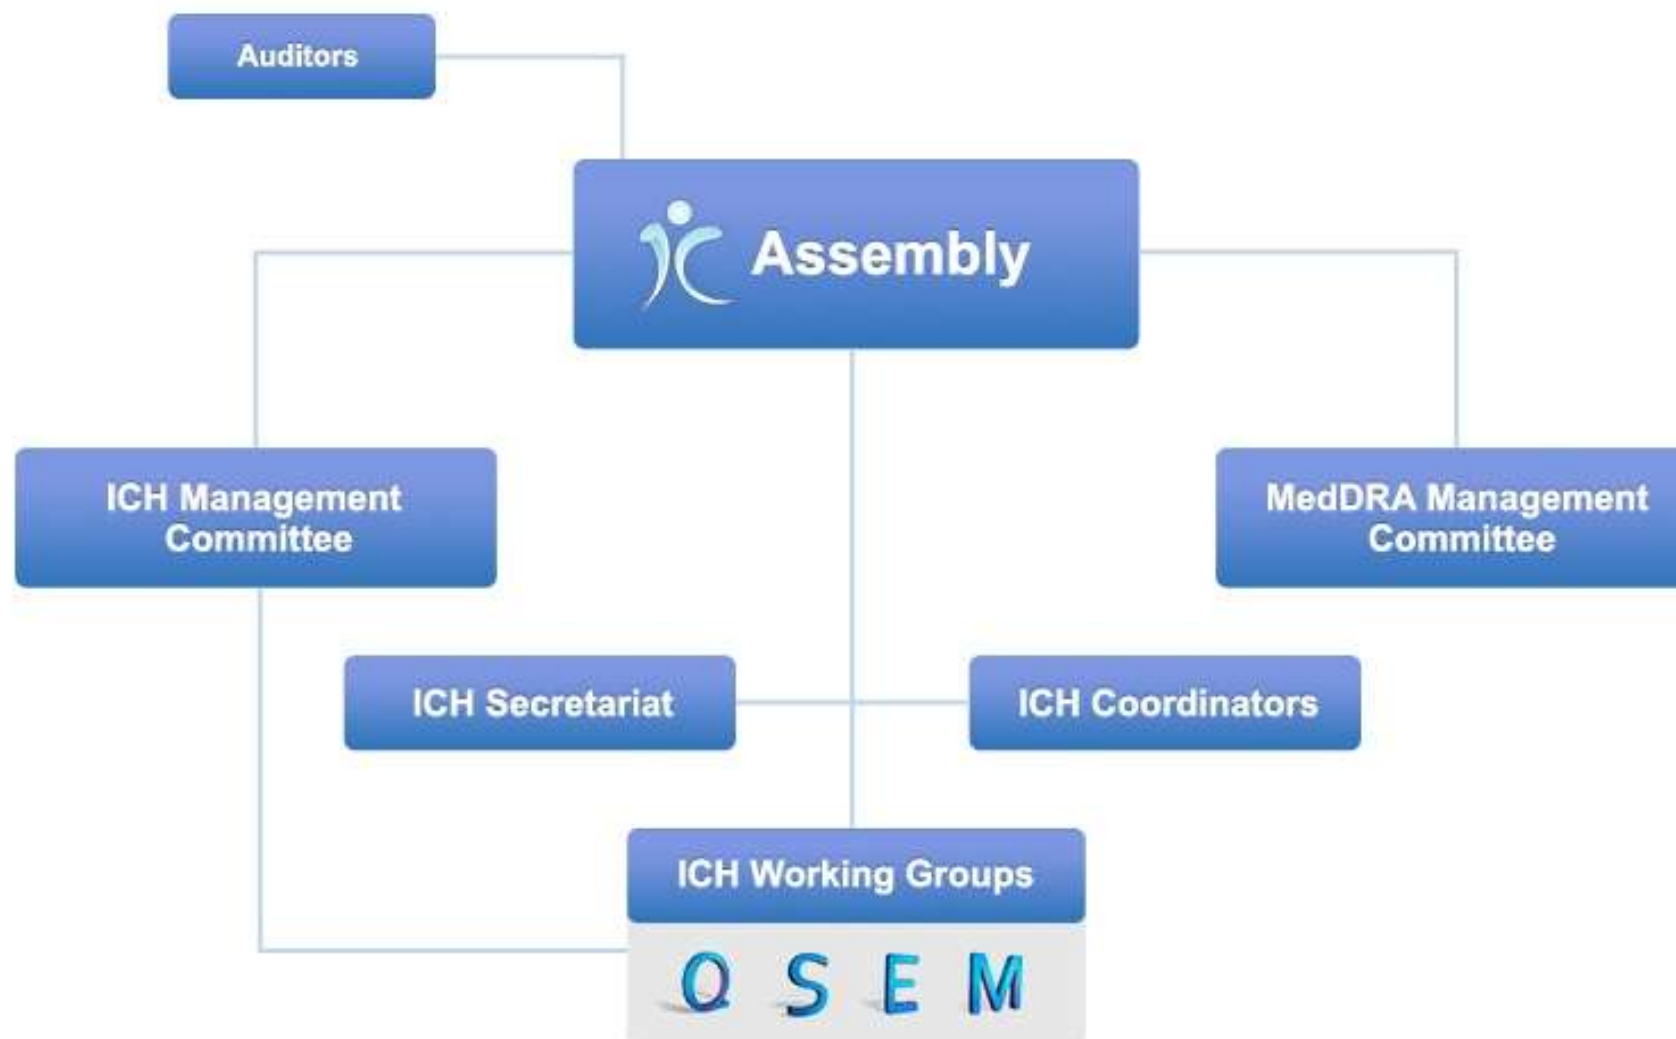 Auditors
Assembly
ICH Management
Committee
MedDRA Management
Committee
ICH Secretariat
ICH Coordinators
ICH Working Groups
Q S E M